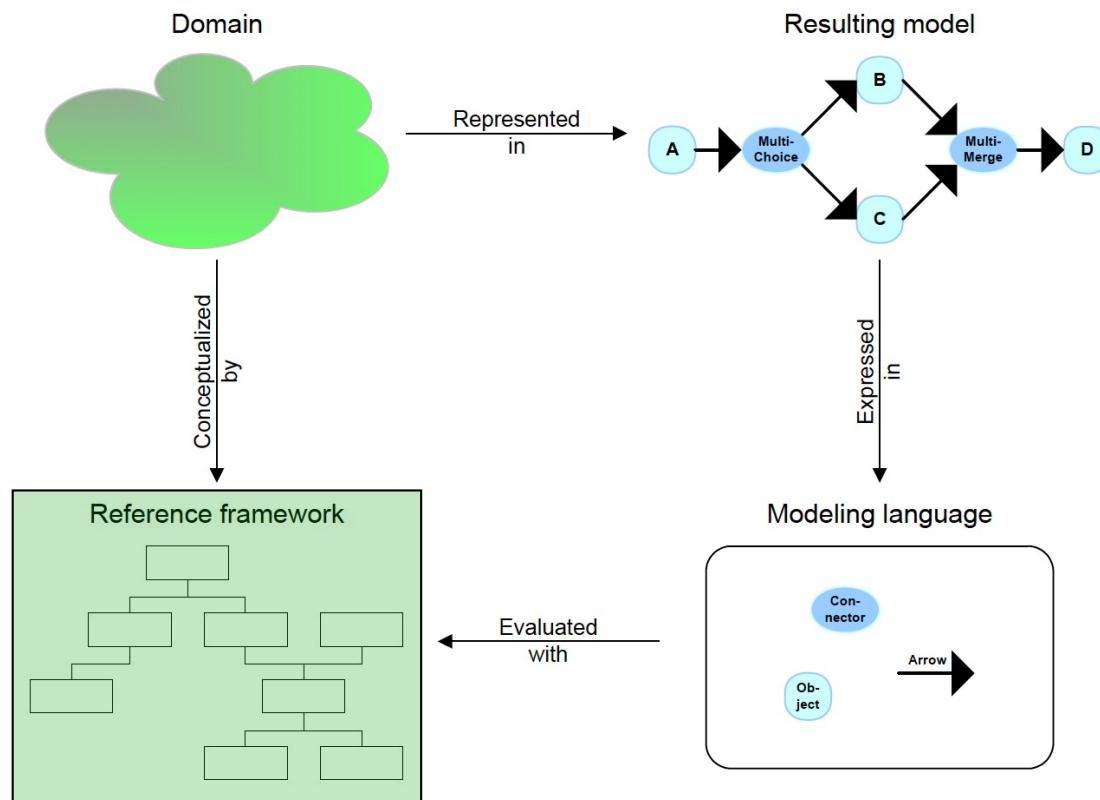 Domain
Resulting model
Represented
in
A
Multi-
Choice
B
C
Multi-
Merge
D
Conceptualized
by
Expressed
in
Reference framework
Modeling language
Evaluated
with
Con-
nector
Arrow
Ob-
ject